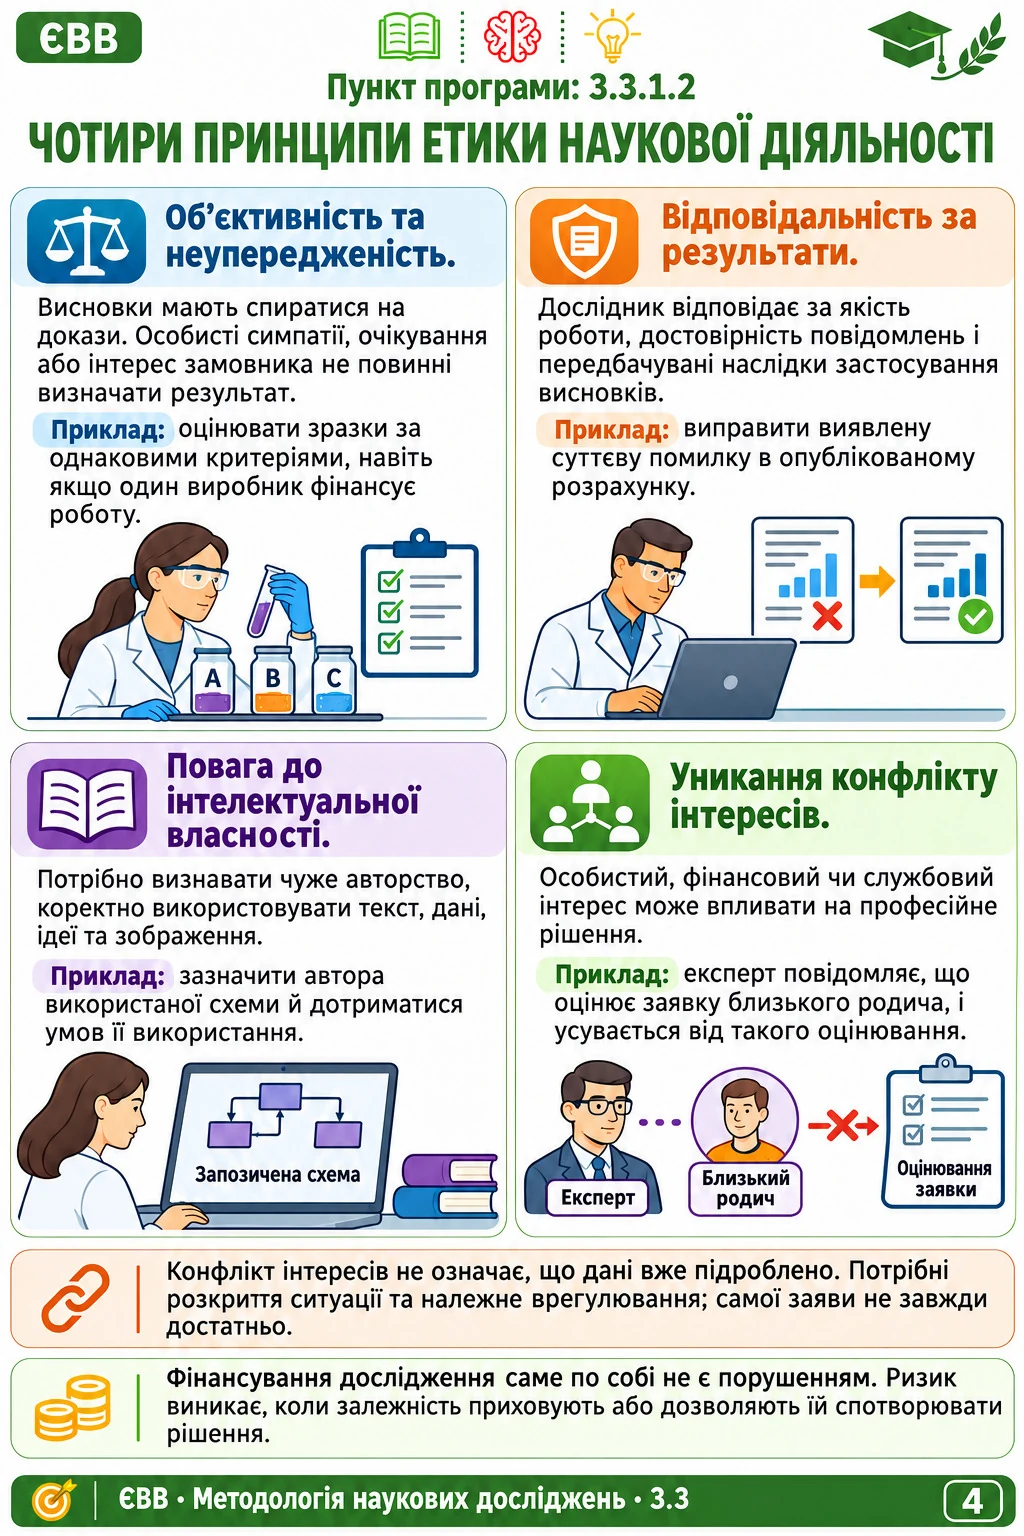 ЄВВ
Пункт програми: 3.3.1.2
ЧОТИРИ ПРИНЦИПИ ЕТИКИ НАУКОВОЇ ДІЯЛЬНОСТІ
Об’єктивність та
неупередженість.
Висновки мають спиратися на
докази. Особисті симпатії, очікування
або інтерес замовника не повинні
визначати результат.
Приклад: оцінювати зразки за
однаковими критеріями, навіть
якщо один виробник фінансує
роботу.
A B C
Відповідальність за
результати.
Дослідник відповідає за якість
роботи, достовірність повідомлень і
передбачувані наслідки застосування
висновків.
Приклад: виправити виявлену
суттєву помилку в опублікованому
розрахунку.
Повага до
інтелектуальної
власності.
Потрібно визнавати чуже авторство,
коректно використовувати текст, дані,
ідеї та зображення.
Приклад: зазначити автора
використаної схеми й дотриматися
умов її використання.
Запозичена схема
Уникання конфлікту
інтересів.
Особистий, фінансовий чи службовий
інтерес може впливати на професійне
рішення.
Приклад: експерт повідомляє, що
оцінює заявку близького родича, і
усувається від такого оцінювання.
Експерт
Близький
родич
Оцінювання
заявки
Конфлікт інтересів не означає, що дані вже підроблено. Потрібні
розкриття ситуації та належне врегулювання; самої заяви не завжди
достатньо.
Фінансування дослідження саме по собі не є порушенням. Ризик
виникає, коли залежність приховують або дозволяють їй спотворювати
рішення.
ЄВВ · Методологія наукових досліджень · 3.3
4